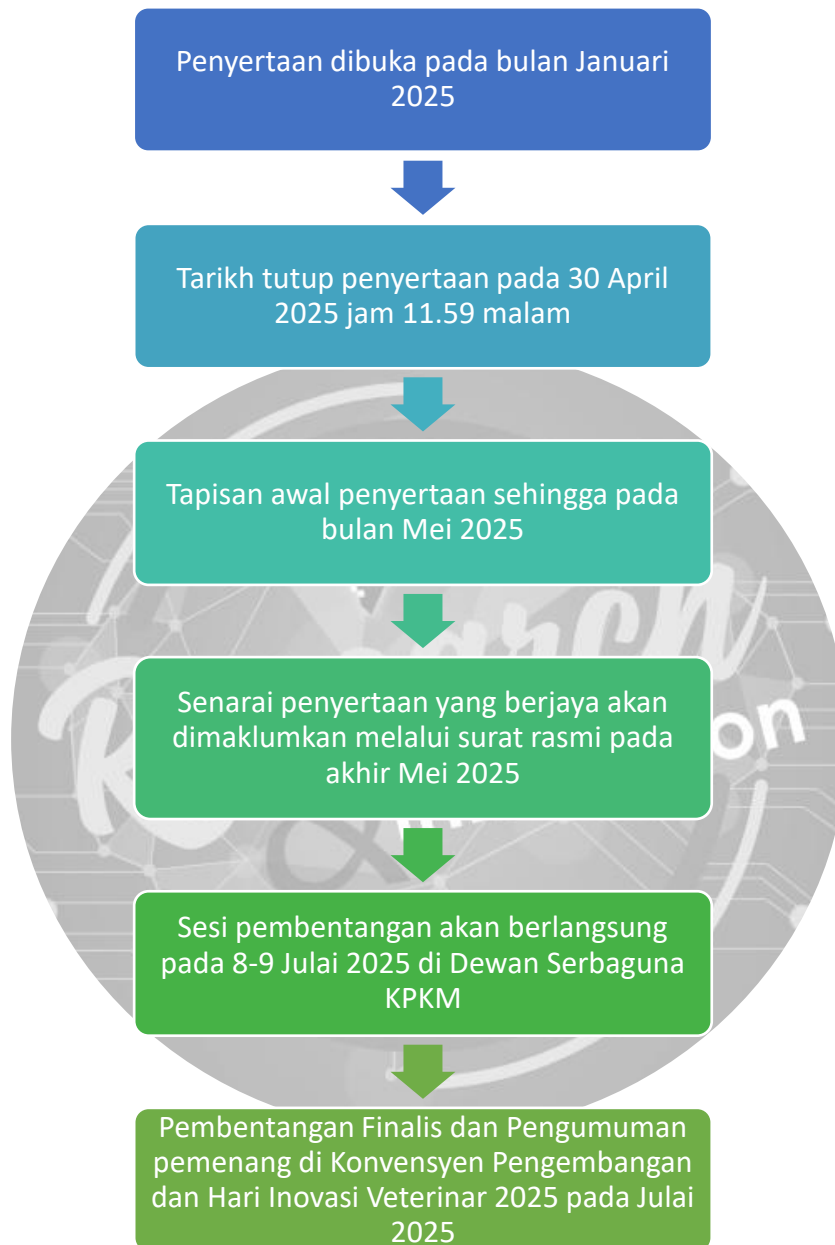 Penyertaan dibuka pada bulan Januari
2025
Tarikh tutup penyertaan pada 30 April
2025 jam 11.59 malam
Tapisan awal penyertaan sehingga pada
bulan Mei 2025
Senarai penyertaan yang berjaya akan
dimaklumkan melalui surat rasmi pada
akhir Mei 2025
Sesi pembentangan akan berlangsung
pada 8-9 Julai 2025 di Dewan Serbaguna
KPKM
Pembentangan Finalis dan Pengumuman
pemenang di Konvensyen Pengembangan
dan Hari Inovasi Veterinar 2025 pada Julai
2025